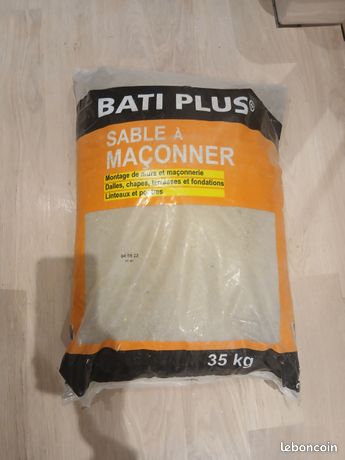 BATI PLUS®
SABLE À
MAÇONNER
Montage de murs et maçonnerie
Dalles, chapes, terrasses et fondations
Linteaux et poutres
35 kg
leboncoin